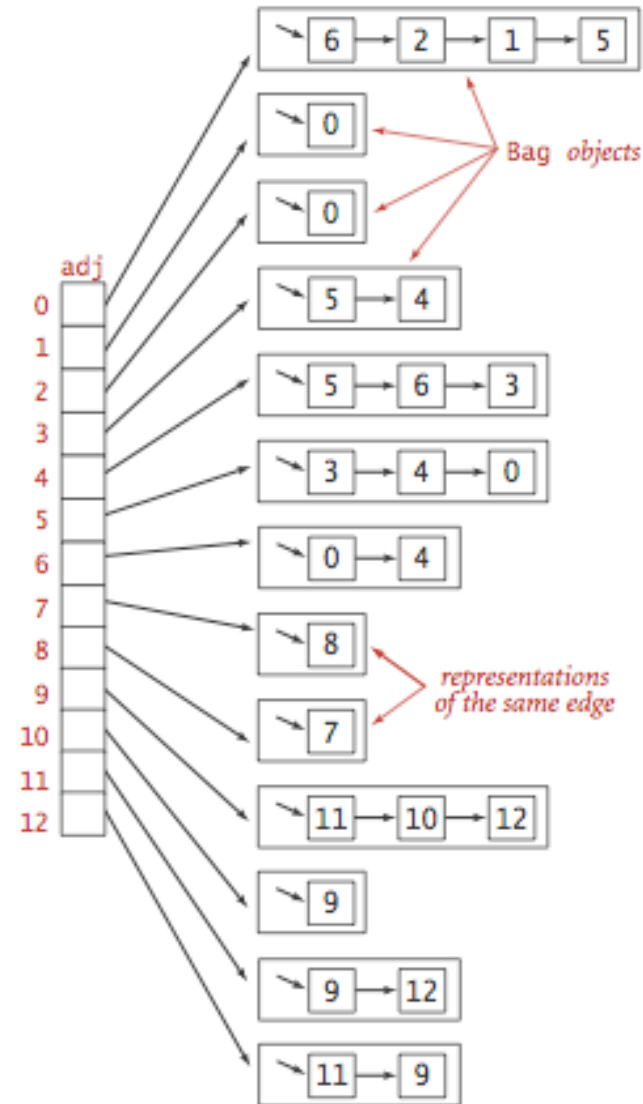 6 2 1 5
0
Bag objects
0
adj
0 5 4
1
2 5 6 3
3
4 3 4 0
5
6 0 4
7 8
8 representations
of the same edge
9 7
10
11 11 10 12
12
9
9 12
11 9